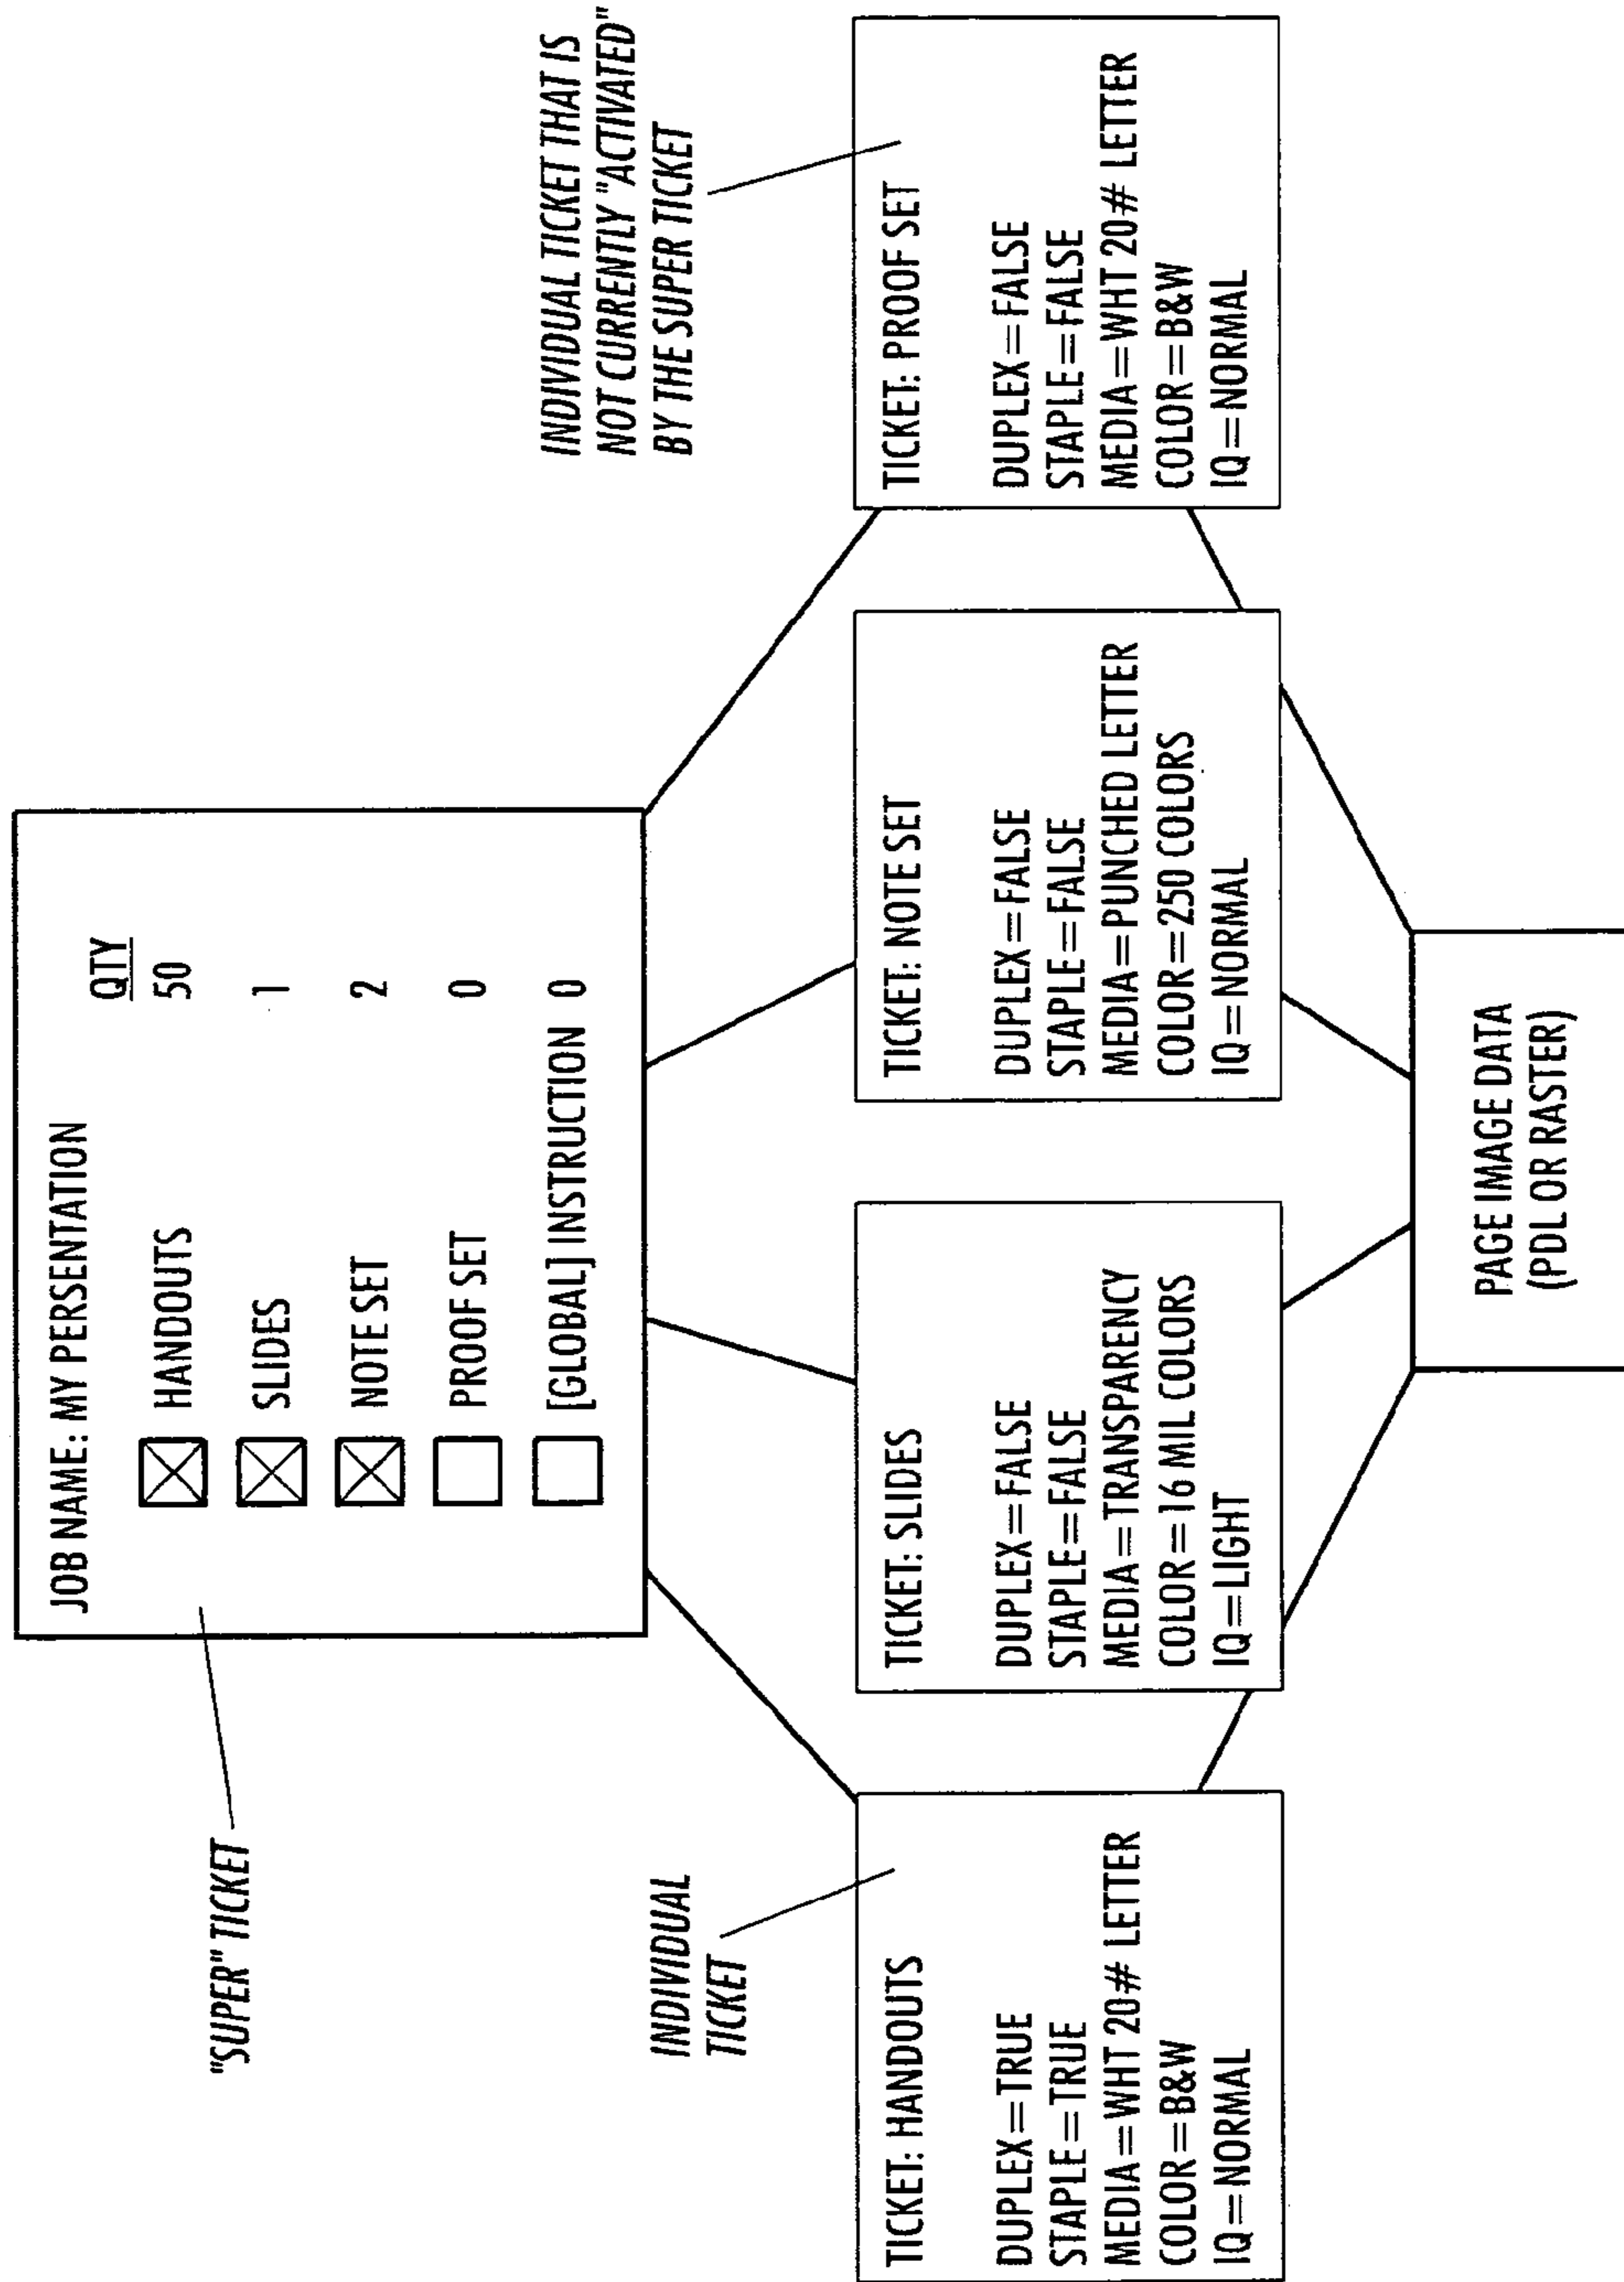 "SUPER" TICKET
JOB NAME: MY PERSENTATION
QTY
HANDOUTS 50
SLIDES 1
NOTE SET 2
PROOF SET 0
[GLOBAL] INSTRUCTION 0
INDIVIDUAL TICKET THAT IS
NOT CURRENTLY "ACTIVATED"
BY THE SUPER TICKET
INDIVIDUAL
TICKET
TICKET: HANDOUTS
DUPLEX=TRUE
STAPLE=TRUE
MEDIA=WHT 20# LETTER
COLOR=B&W
IQ=NORMAL
TICKET: SLIDES
DUPLEX=FALSE
STAPLE=FALSE
MEDIA=TRANSPARENCY
COLOR=16 MIL COLORS
IQ=LIGHT
TICKET: NOTE SET
DUPLEX=FALSE
STAPLE=FALSE
MEDIA=PUNCHED LETTER
COLOR=250 COLORS
IQ=NORMAL
TICKET: PROOF SET
DUPLEX=FALSE
STAPLE=FALSE
MEDIA=WHT 20# LETTER
COLOR=B&W
IQ=NORMAL
PAGE IMAGE DATA
(PDL OR RASTER)